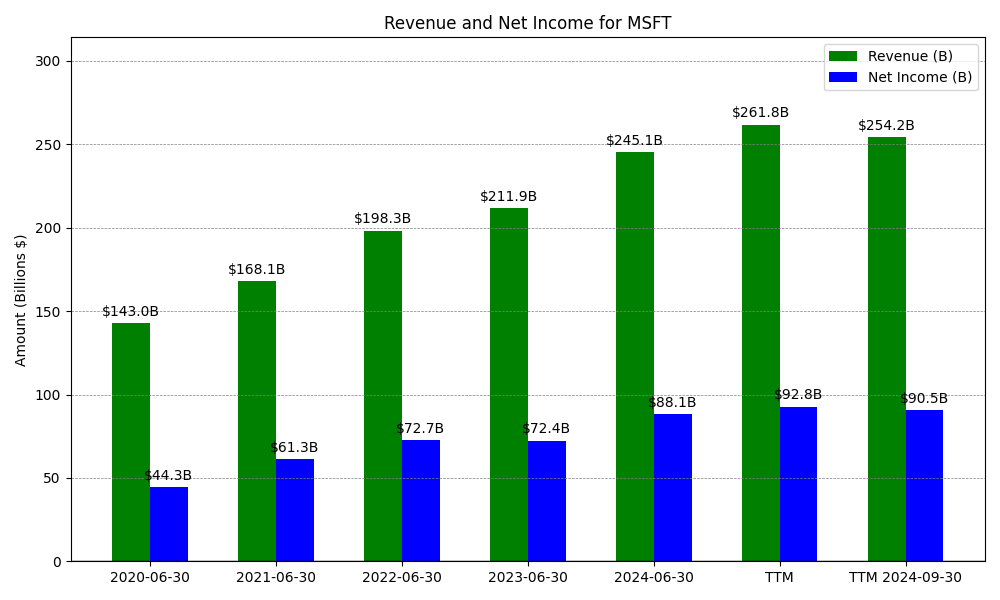 Revenue and Net Income for MSFT
Revenue (B)
Net Income (B)
Amount (Billions $)
300
250
200
150
100
50
0
$143.0B
$44.3B
$168.1B
$61.3B
$198.3B
$72.7B
$211.9B
$72.4B
$245.1B
$88.1B
$261.8B
$92.8B
$254.2B
$90.5B
2020-06-30
2021-06-30
2022-06-30
2023-06-30
2024-06-30
TTM
TTM 2024-09-30